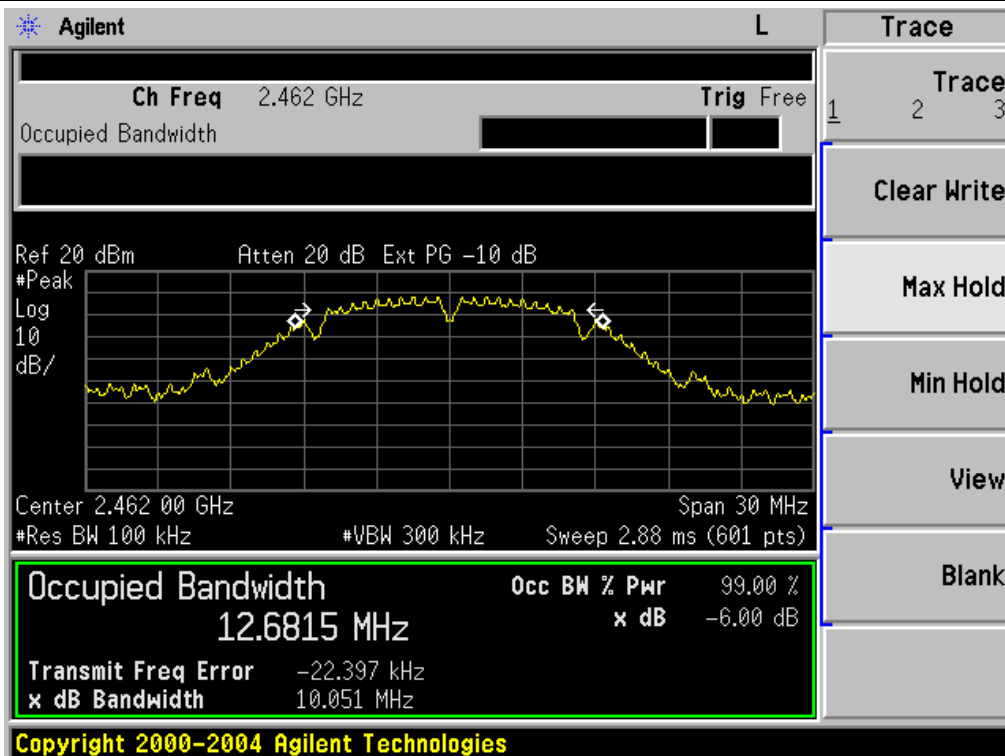 Agilent L Trace
Ch Freq 2.462 GHz Trig Free
Occupied Bandwidth
Trace
1 2 3
Clear Write
Max Hold
Min Hold
View
Blank
Ref 20 dBm Atten 20 dB Ext PG -10 dB
#Peak
Log
10
dB/
Center 2.462 00 GHz Span 30 MHz
#Res BW 100 kHz #VBW 300 kHz Sweep 2.88 ms (601 pts)
Occupied Bandwidth Occ BW % Pwr 99.00 %
12.6815 MHz x dB -6.00 dB
Transmit Freq Error -22.397 kHz
x dB Bandwidth 10.051 MHz
Copyright 2000-2004 Agilent Technologies